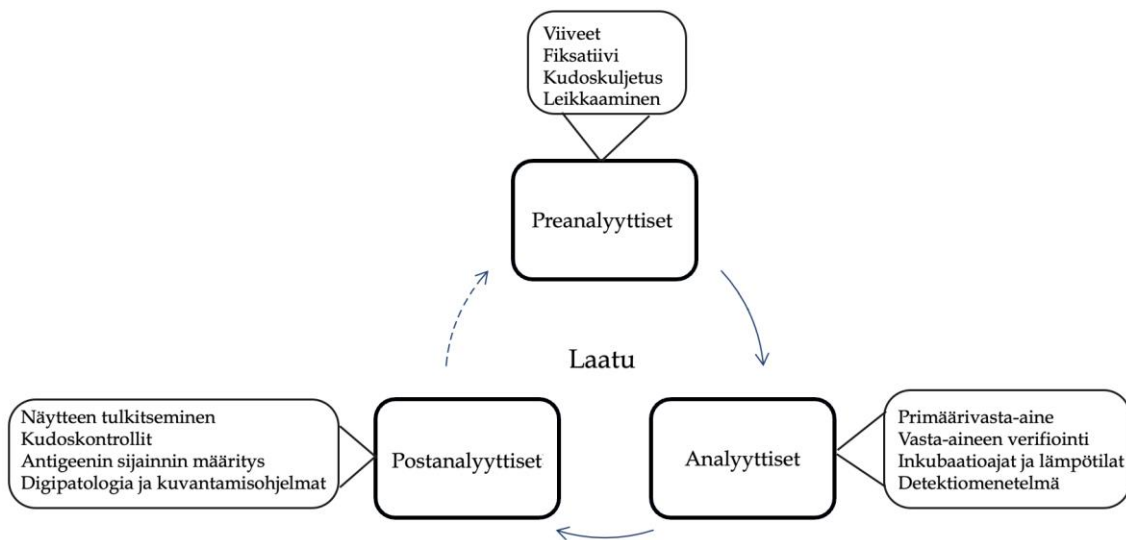 Viiveet
Fiksatiivi
Kudoskuljetus
Leikkaaminen
Preanalyyttiset
Laatu
Näytteen tulkitseminen
Kudoskontrollit
Antigeenin sijainnin määritys
Digipatologia ja kuvantamisohjelmat
Postanalyyttiset
Analyyttiset
Primäärivasta-aine
Vasta-aineen verifiointi
Inkubaatioajat ja lämpötilat
Detektiomenetelmä